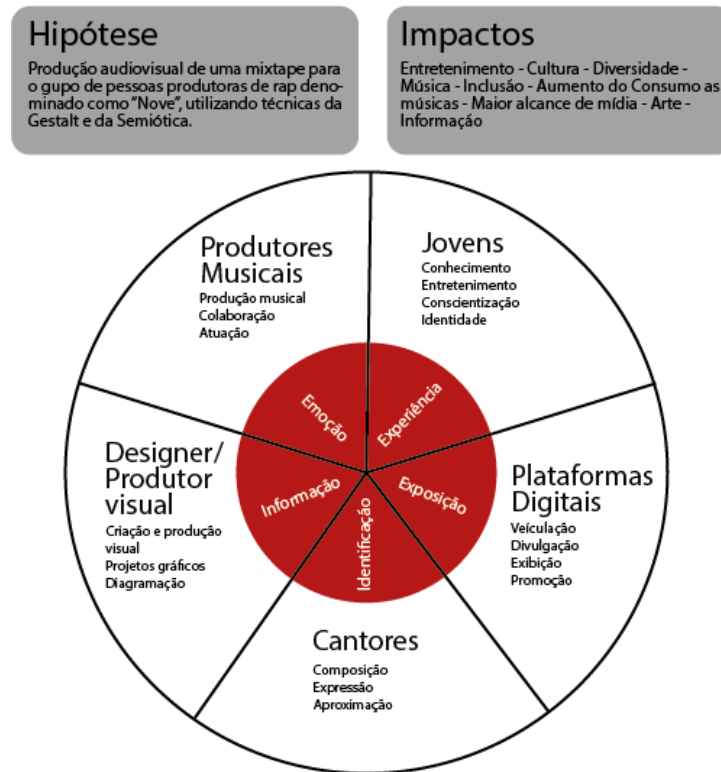 Hipótese
Produção audiovisual de uma mixtape para
o gupo de pessoas produtoras de rap deno-
minado como “Nove”, utilizando técnicas da
Gestalt e da Semiótica.
Impactos
Entretenimento - Cultura - Diversidade -
Música - Inclusão - Aumento do Consumo as
músicas - Maior alcance de mídia - Arte -
Informação
Produtores
Musicais
Produção musical
Colaboração
Atuação
Jovens
Conhecimento
Entretenimento
Conscientização
Identidade
Emoção
Experiência
Designer/
Produtor
visual
Criação e produção
visual
Projetos gráficos
Diagramação
Informação
Identificação
Exposição
Plataformas
Digitais
Veículação
Divulgação
Exibição
Promoção
Cantores
Composição
Expressão
Aproximação